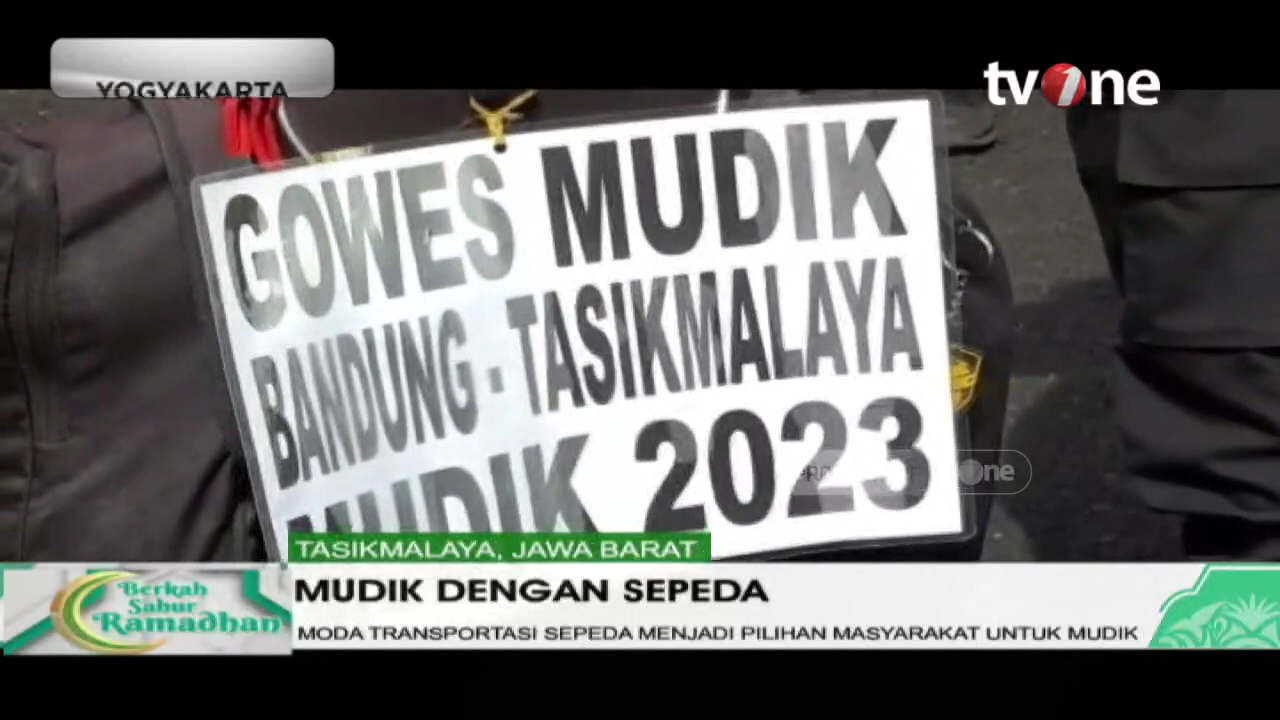 YOGYAKARTA
tvOne
GOWES MUDIK
BANDUNG - TASIKMALAYA
MUDIK 2023
one
TASIKMALAYA, JAWA BARAT
Berkah
Sahur
Ramadhan
MUDIK DENGAN SEPEDA
MODA TRANSPORTASI SEPEDA MENJADI PILIHAN MASYARAKAT UNTUK MUDIK